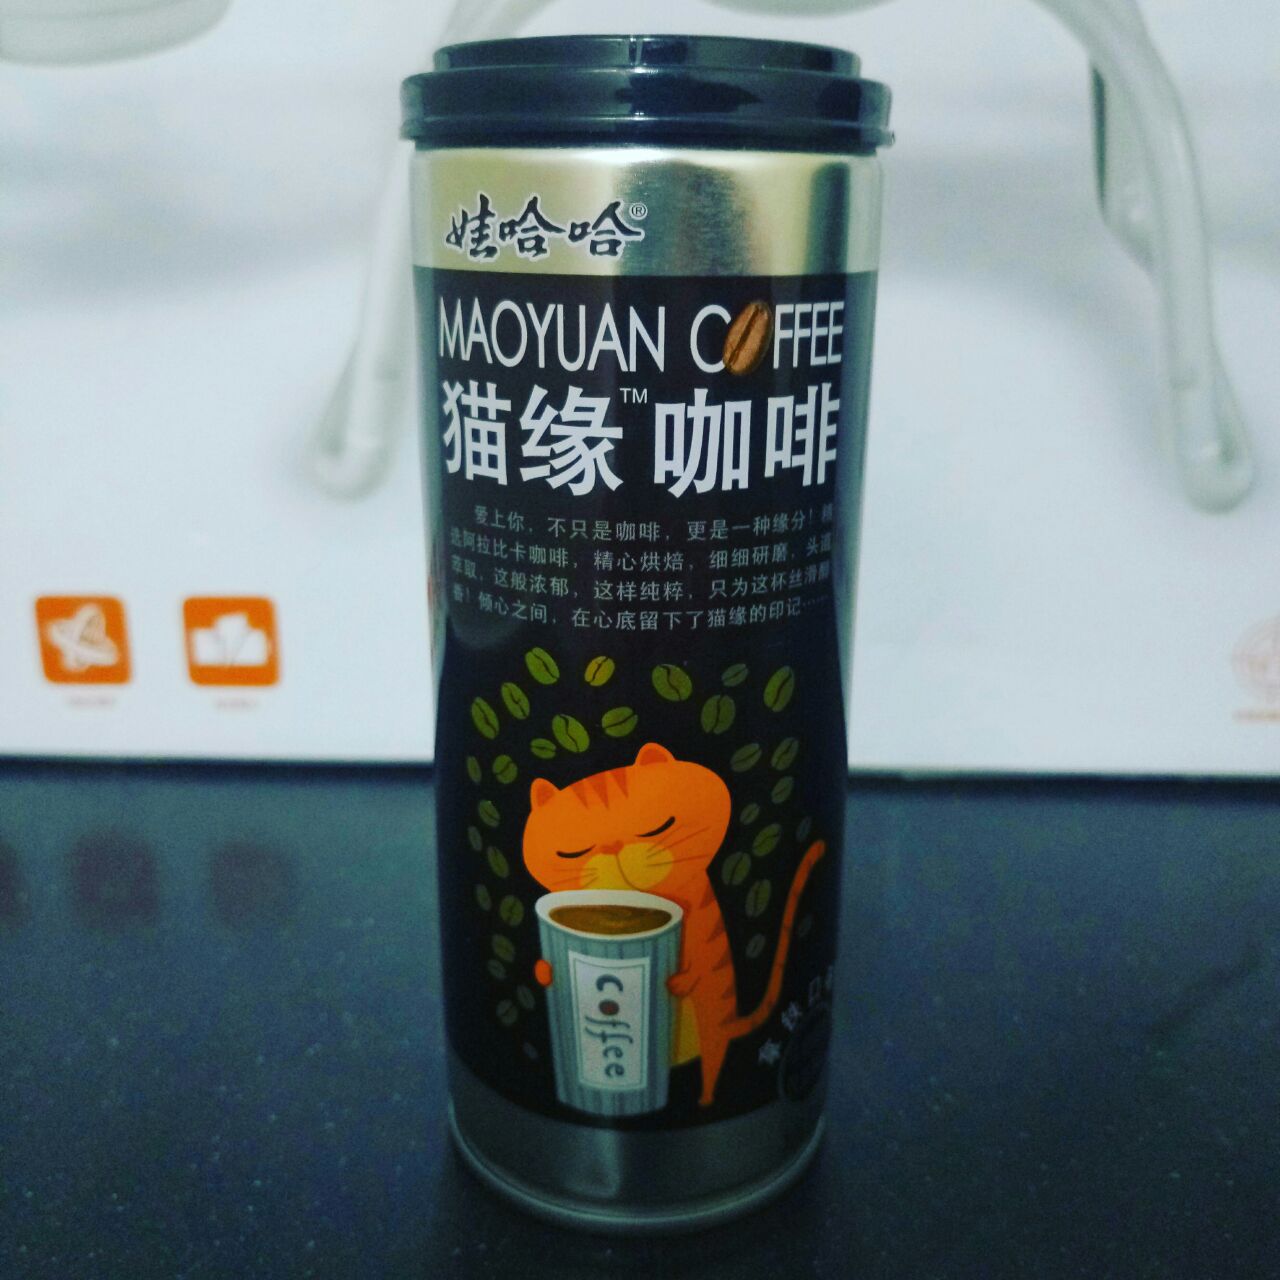 娃哈哈®
MAOYUAN COFFEE
猫缘™咖啡
爱上你，不只是咖啡，更是一种缘分！精
选阿拉比卡咖啡，精心烘焙，细细研磨，头道
萃取，这般浓郁，这样纯粹，只为这杯丝滑醇
香！倾心之间，在心底留下了猫缘的印记……
coffee
拿铁口